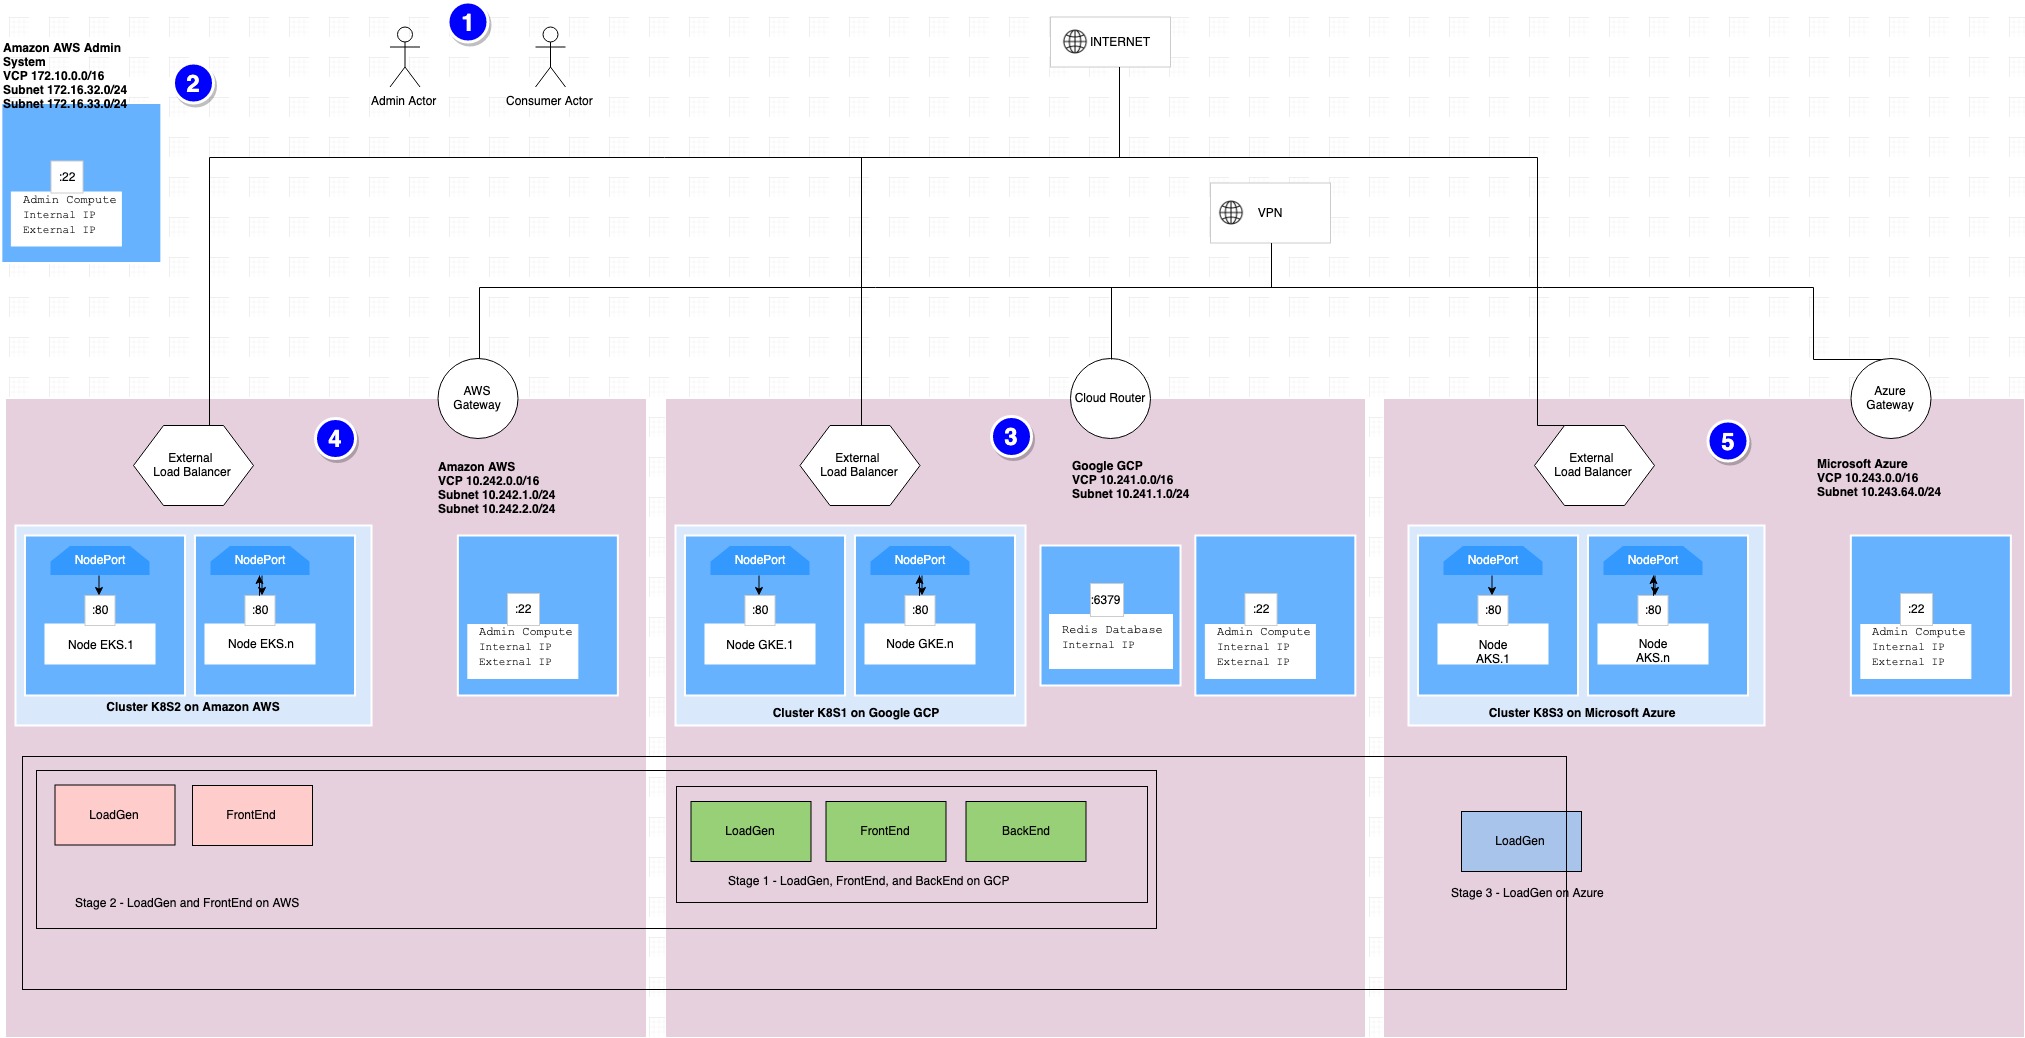 1
Admin Actor
Consumer Actor
INTERNET
Amazon AWS Admin
System
VCP 172.10.0.0/16
Subnet 172.16.32.0/24
Subnet 172.16.33.0/24
2
:22
Admin Compute
Internal IP
External IP
VPN
AWS
Gateway
Cloud Router
Azure
Gateway
4
External
Load Balancer
Amazon AWS
VCP 10.242.0.0/16
Subnet 10.242.1.0/24
Subnet 10.242.2.0/24
NodePort
:80
Node EKS.1
NodePort
:80
Node EKS.n
Cluster K8S2 on Amazon AWS
:22
Admin Compute
Internal IP
External IP
3
External
Load Balancer
Google GCP
VCP 10.241.0.0/16
Subnet 10.241.1.0/24
NodePort
:80
Node GKE.1
NodePort
:80
Node GKE.n
Cluster K8S1 on Google GCP
:6379
Redis Database
Internal IP
:22
Admin Compute
Internal IP
External IP
5
External
Load Balancer
Microsoft Azure
VCP 10.243.0.0/16
Subnet 10.243.64.0/24
NodePort
:80
Node
AKS.1
NodePort
:80
Node
AKS.n
Cluster K8S3 on Microsoft Azure
:22
Admin Compute
Internal IP
External IP
LoadGen
FrontEnd
Stage 2 - LoadGen and FrontEnd on AWS
LoadGen
FrontEnd
BackEnd
Stage 1 - LoadGen, FrontEnd, and BackEnd on GCP
LoadGen
Stage 3 - LoadGen on Azure